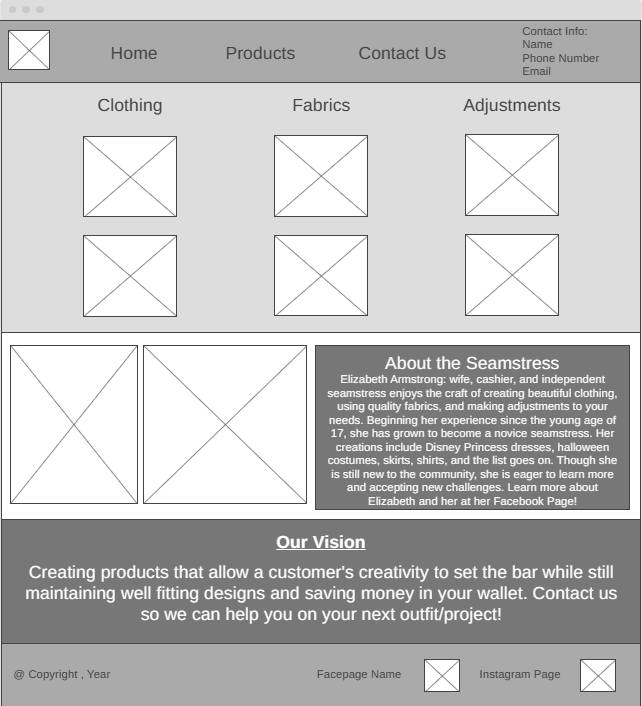 Home
Products
Contact Us
Contact Info:
Name
Phone Number
Email
Clothing
Fabrics
Adjustments
About the Seamstress
Elizabeth Armstrong: wife, cashier, and independent
seamstress enjoys the craft of creating beautiful clothing,
using quality fabrics, and making adjustments to your
needs. Beginning her experience since the young age of
17, she has grown to become a novice seamstress. Her
creations include Disney Princess dresses, halloween
costumes, skirts, shirts, and the list goes on. Though she
is still new to the community, she is eager to learn more
and accepting new challenges. Learn more about
Elizabeth and her at her Facebook Page!
Our Vision
Creating products that allow a customer's creativity to set the bar while still
maintaining well fitting designs and saving money in your wallet. Contact us
so we can help you on your next outfit/project!
@ Copyright , Year
Facepage Name
Instagram Page